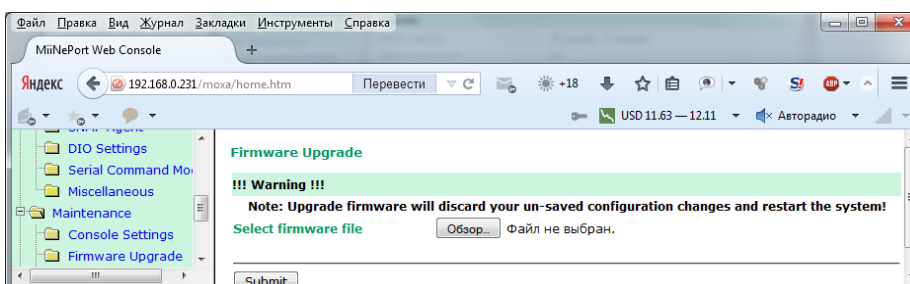 Файл Правка Вид Журнал Закладки Инструменты Справка
MiiNePort Web Console +
Яндекс 192.168.0.231/moxa/home.htm Перевести +18 S! ABP
USD 11.63 — 12.11 Авторадио
DIO Settings
Serial Command Mo
Miscellaneous
Maintenance
Console Settings
Firmware Upgrade
Firmware Upgrade
!!! Warning !!!
Note: Upgrade firmware will discard your un-saved configuration changes and restart the system!
Select firmware file Обзор... Файл не выбран.
Submit